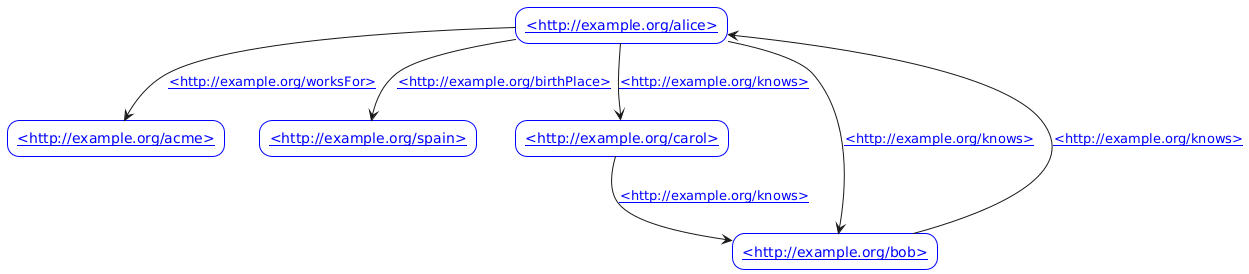 <http://example.org/alice>
<http://example.org/worksFor>
<http://example.org/birthPlace>
<http://example.org/knows>
<http://example.org/acme>
<http://example.org/spain>
<http://example.org/carol>
<http://example.org/knows>
<http://example.org/knows>
<http://example.org/knows>
<http://example.org/bob>